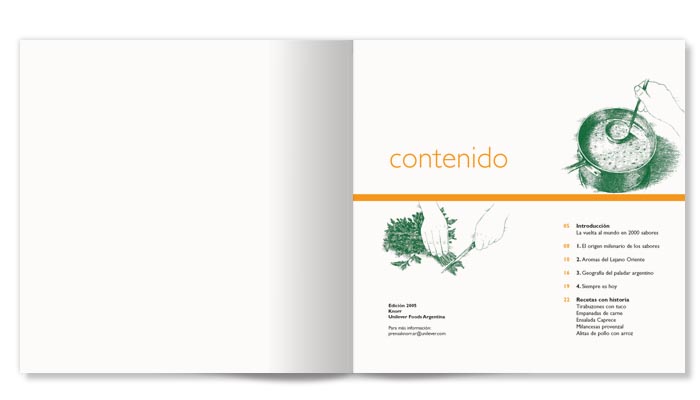 contenido
Edición 2005
Knorr
Unilever Foods Argentina
Para más información:
prensaknorrar@unilever.com
05 Introducción
La vuelta al mundo en 2000 sabores
08 1. El origen milenario de los sabores
10 2. Aromas del Lejano Oriente
16 3. Geografía del paladar argentino
19 4. Siempre es hoy
22 Recetas con historia
Tirabuzones con tuco
Empanadas de carne
Ensalada Caprece
Milanesas provenzal
Alitas de pollo con arroz